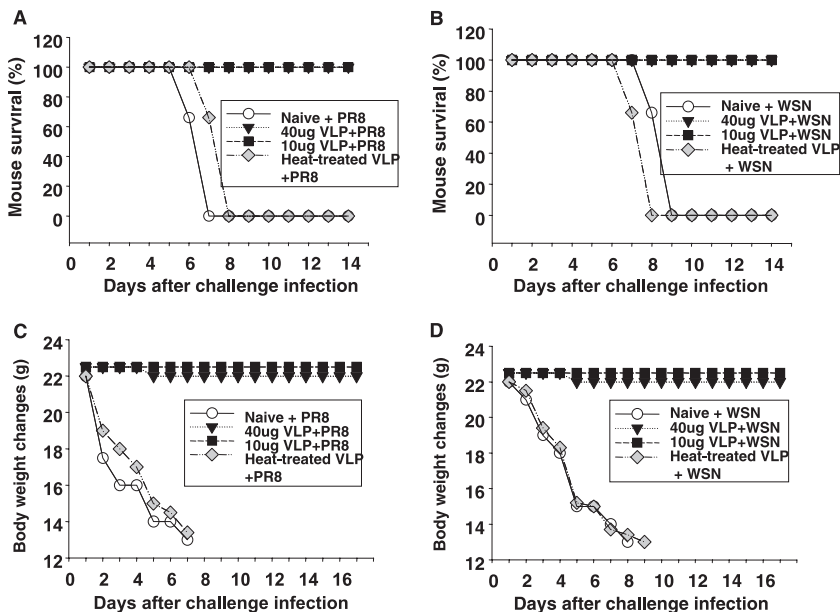 A
120
100
80
60
40
20
0
Mouse surviral (%)
Naive + PR8
40ug VLP+PR8
10ug VLP+PR8
Heat-treated VLP
+PR8
0 2 4 6 8 10 12 14
Days after challenge infection
B
120
100
80
60
40
20
0
Mouse surviral (%)
Naive + WSN
40ug VLP+WSN
10ug VLP+WSN
Heat-treated VLP
+ WSN
0 2 4 6 8 10 12 14
Days after challenge infection
C
24
22
20
18
16
14
12
Body weight changes (g)
Naive + PR8
40ug VLP+PR8
10ug VLP+PR8
Heat-treated VLP
+PR8
0 2 4 6 8 10 12 14 16
Days after challenge infection
D
24
22
20
18
16
14
13
Body weight changes (g)
Naive + WSN
40ug VLP+WSN
10ug VLP+WSN
Heat-treated VLP
+ WSN
0 2 4 6 8 10 12 14 16
Days after challenge infection